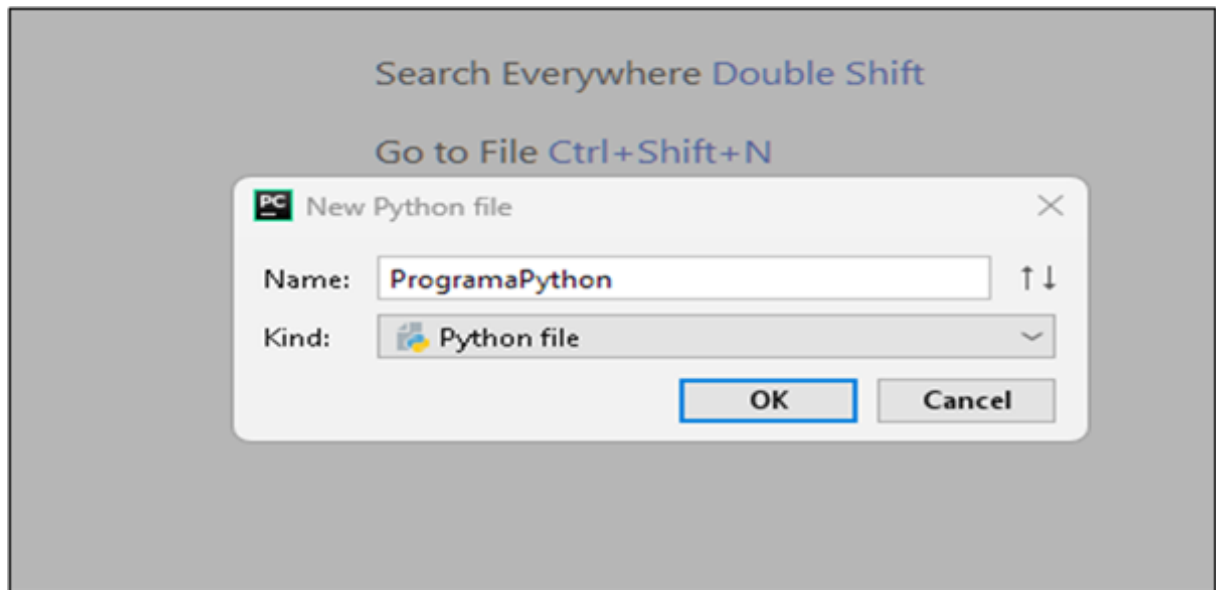 Search Everywhere Double Shift
Go to File Ctrl+Shift+N
PC New Python file
Name: ProgramaPython
Kind: Python file
OK Cancel